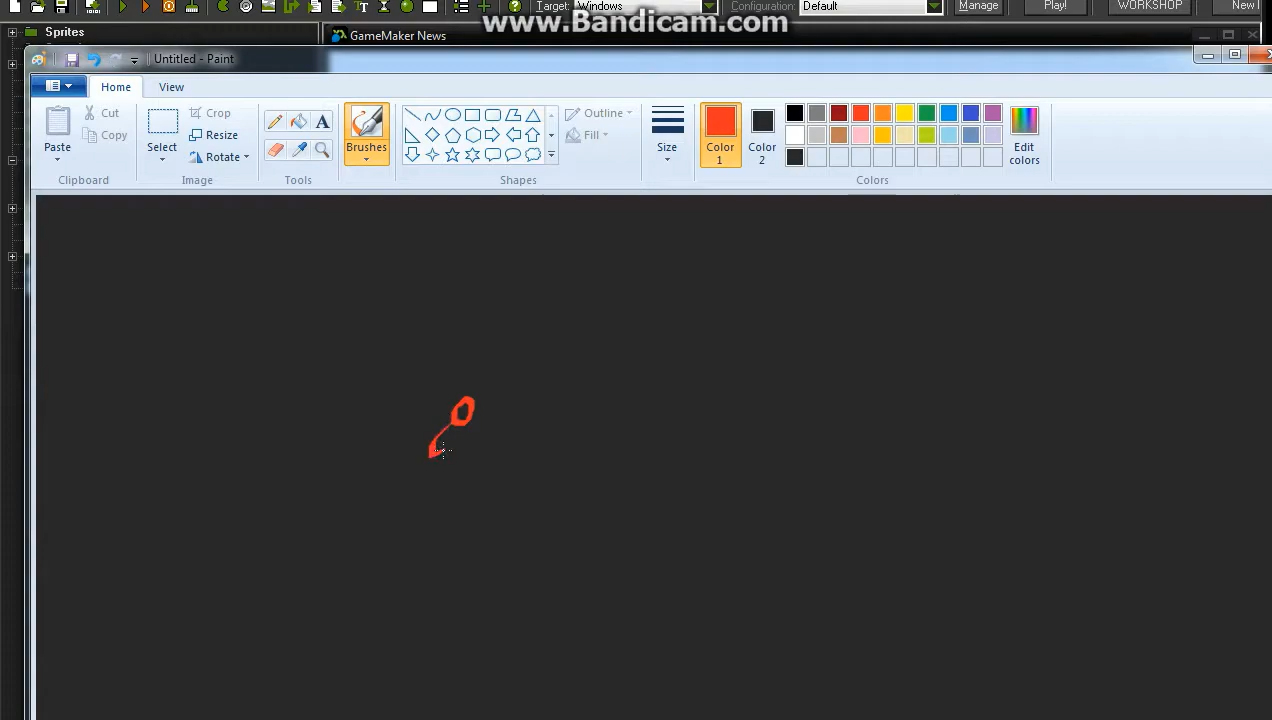 Target: Windows Configuration: Default Manage Play! WORKSHOP New
www.Bandicam.com
Sprites
GameMaker News
Untitled - Paint
Home View
Cut
Copy
Paste
Clipboard
Crop
Resize
Rotate
Select
Image
A
Tools
Brushes
Outline
Fill
Shapes
Size
Color 1
Color 2
Edit colors
Colors